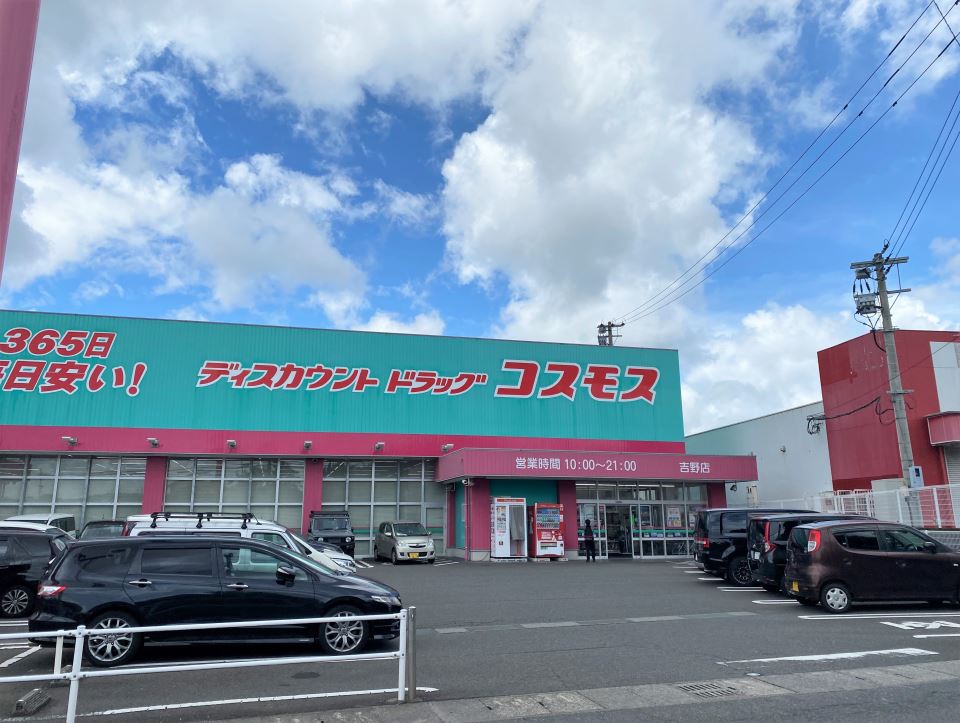 365日
毎日安い!
ディスカウント ドラッグ コスモス
営業時間 10:00〜21:00 吉野店